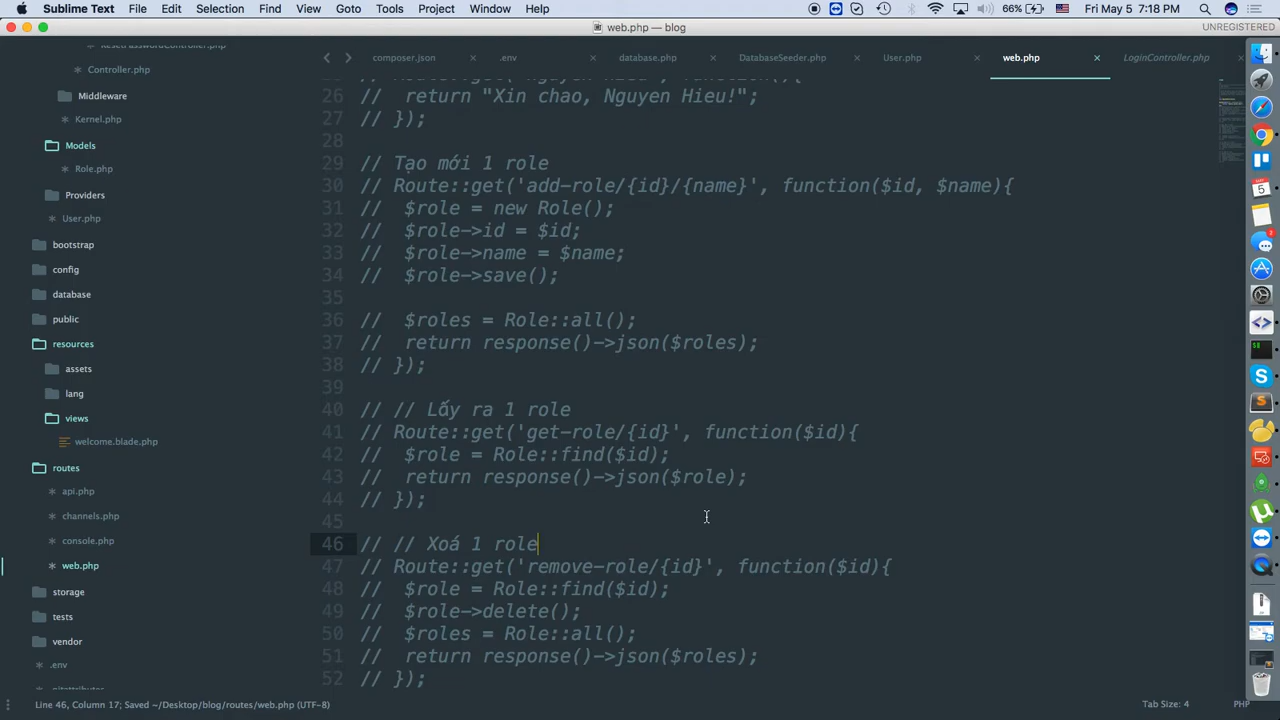 Sublime Text File Edit Selection Find View Goto Tools Project Window Help 66% Fri May 5 7:18 PM
web.php — blog UNREGISTERED
ResetPasswordController.php
Controller.php
Middleware
Kernel.php
Models
Role.php
Providers
User.php
bootstrap
config
database
public
resources
assets
lang
views
welcome.blade.php
routes
api.php
channels.php
console.php
web.php
storage
tests
vendor
.env
.gitattributes
composer.json .env database.php DatabaseSeeder.php User.php web.php LoginController.php
26 // return "Xin chao, Nguyen Hieu!";
27 // });
28
29 // Tạo mới 1 role
30 // Route::get('add-role/{id}/{name}', function($id, $name){
31 // $role = new Role();
32 // $role->id = $id;
33 // $role->name = $name;
34 // $role->save();
35
36 // $roles = Role::all();
37 // return response()->json($roles);
38 // });
39
40 // // Lấy ra 1 role
41 // Route::get('get-role/{id}', function($id){
42 // $role = Role::find($id);
43 // return response()->json($role);
44 // });
45
46 // // Xoá 1 role
47 // Route::get('remove-role/{id}', function($id){
48 // $role = Role::find($id);
49 // $role->delete();
50 // $roles = Role::all();
51 // return response()->json($roles);
52 // });
Line 46, Column 17; Saved ~/Desktop/blog/routes/web.php (UTF-8) Tab Size: 4 PHP